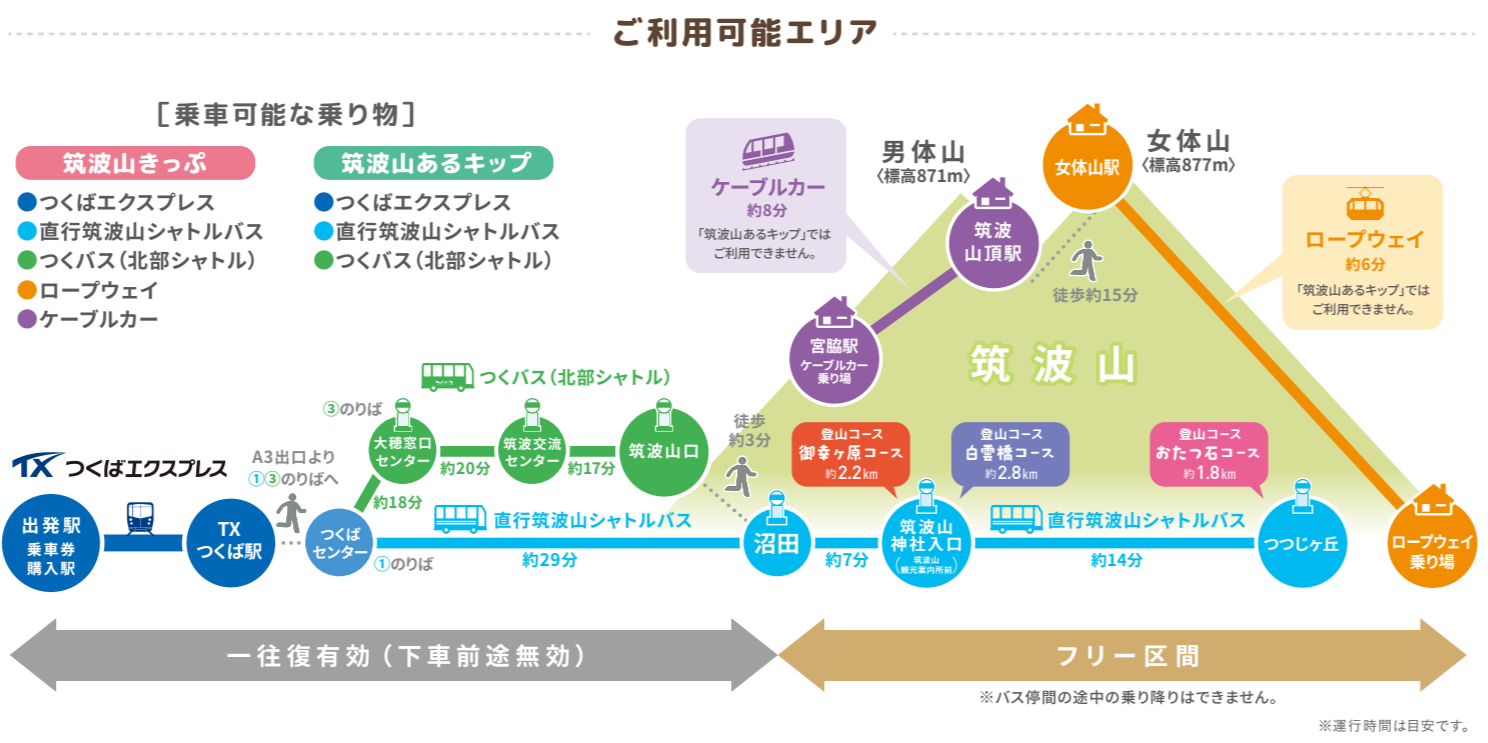 ご利用可能エリア
［乗車可能な乗り物］
筑波山きっぷ
●つくばエクスプレス
●直行筑波山シャトルバス
●つくバス（北部シャトル）
●ロープウェイ
●ケーブルカー
筑波山あるキップ
●つくばエクスプレス
●直行筑波山シャトルバス
●つくバス（北部シャトル）
ケーブルカー
約8分
「筑波山あるキップ」では
ご利用できません。
男体山
〈標高871m〉
筑波
山頂駅
女体山駅
女体山
〈標高877m〉
徒歩約15分
ロープウェイ
約6分
「筑波山あるキップ」では
ご利用できません。
宮脇駅
ケーブルカー
乗り場
筑波山
つくバス（北部シャトル）
③のりば
大穂窓口
センター
約20分
筑波交流
センター
約17分
筑波山口
徒歩
約3分
約18分
登山コース
御幸ヶ原コース
約2.2km
登山コース
白雲橋コース
約2.8km
登山コース
おたつ石コース
約1.8km
TX つくばエクスプレス
A3出口より
①③のりばへ
出発駅
乗車券
購入駅
TX
つくば駅
つくば
センター
①のりば
直行筑波山シャトルバス
約29分
沼田
約7分
筑波山
神社入口
（筑波山
観光案内所前）
直行筑波山シャトルバス
約14分
つつじヶ丘
ロープウェイ
乗り場
一往復有効（下車前途無効）
フリー区間
※バス停間の途中の乗り降りはできません。
※運行時間は目安です。